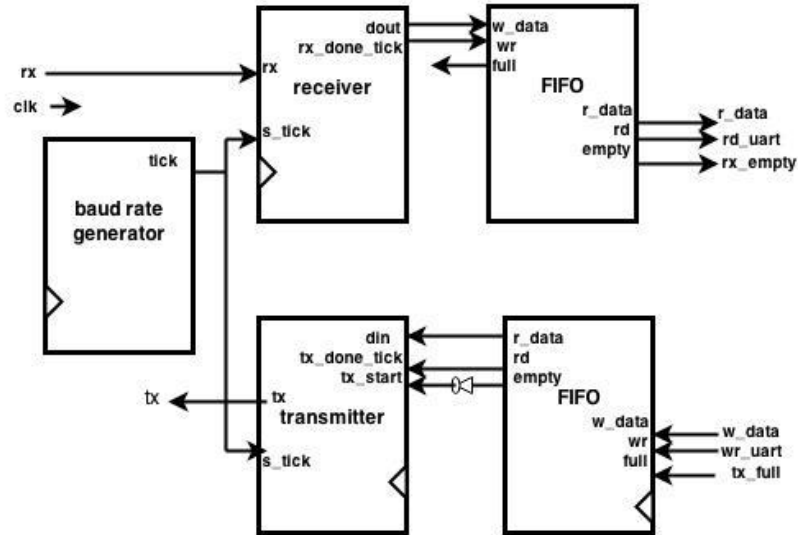 dout
rx_done_tick
rx
receiver
s_tick
w_data
wr
full
FIFO
r_data
rd
empty
r_data
rd_uart
rx_empty
rx
clk
tick
baud rate
generator
din
tx_done_tick
tx_start
tx
transmitter
s_tick
tx
r_data
rd
empty
FIFO
w_data
wr
full
w_data
wr_uart
tx_full